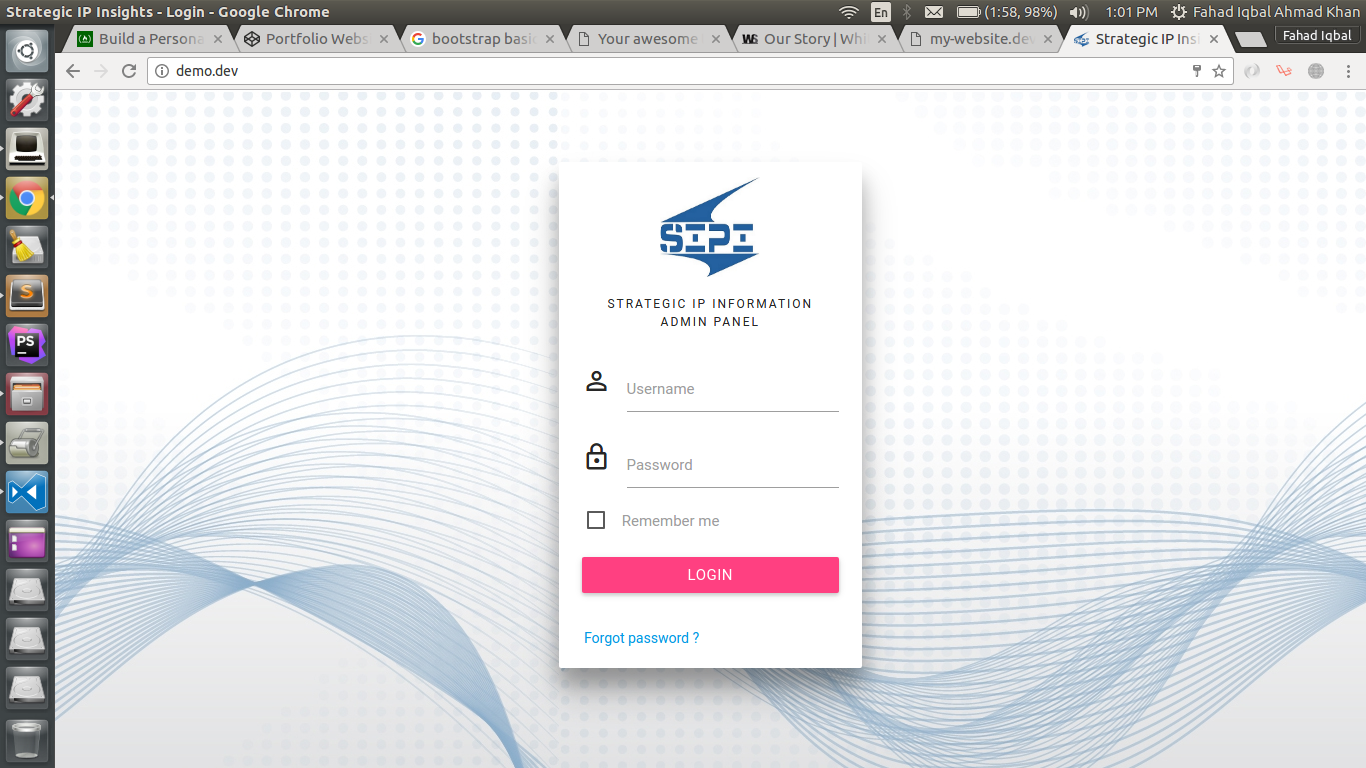 Strategic IP Insights - Login - Google Chrome
En
(1:58, 98%)
1:01 PM
Fahad Iqbal Ahmad Khan
Build a Persona
Portfolio Webs
bootstrap basi
Your awesome
Our Story | Whi
my-website.dev
Strategic IP Insi
Fahad Iqbal
demo.dev
SIPI
STRATEGIC IP INFORMATION
ADMIN PANEL
Username
Password
Remember me
LOGIN
Forgot password ?
S
PS